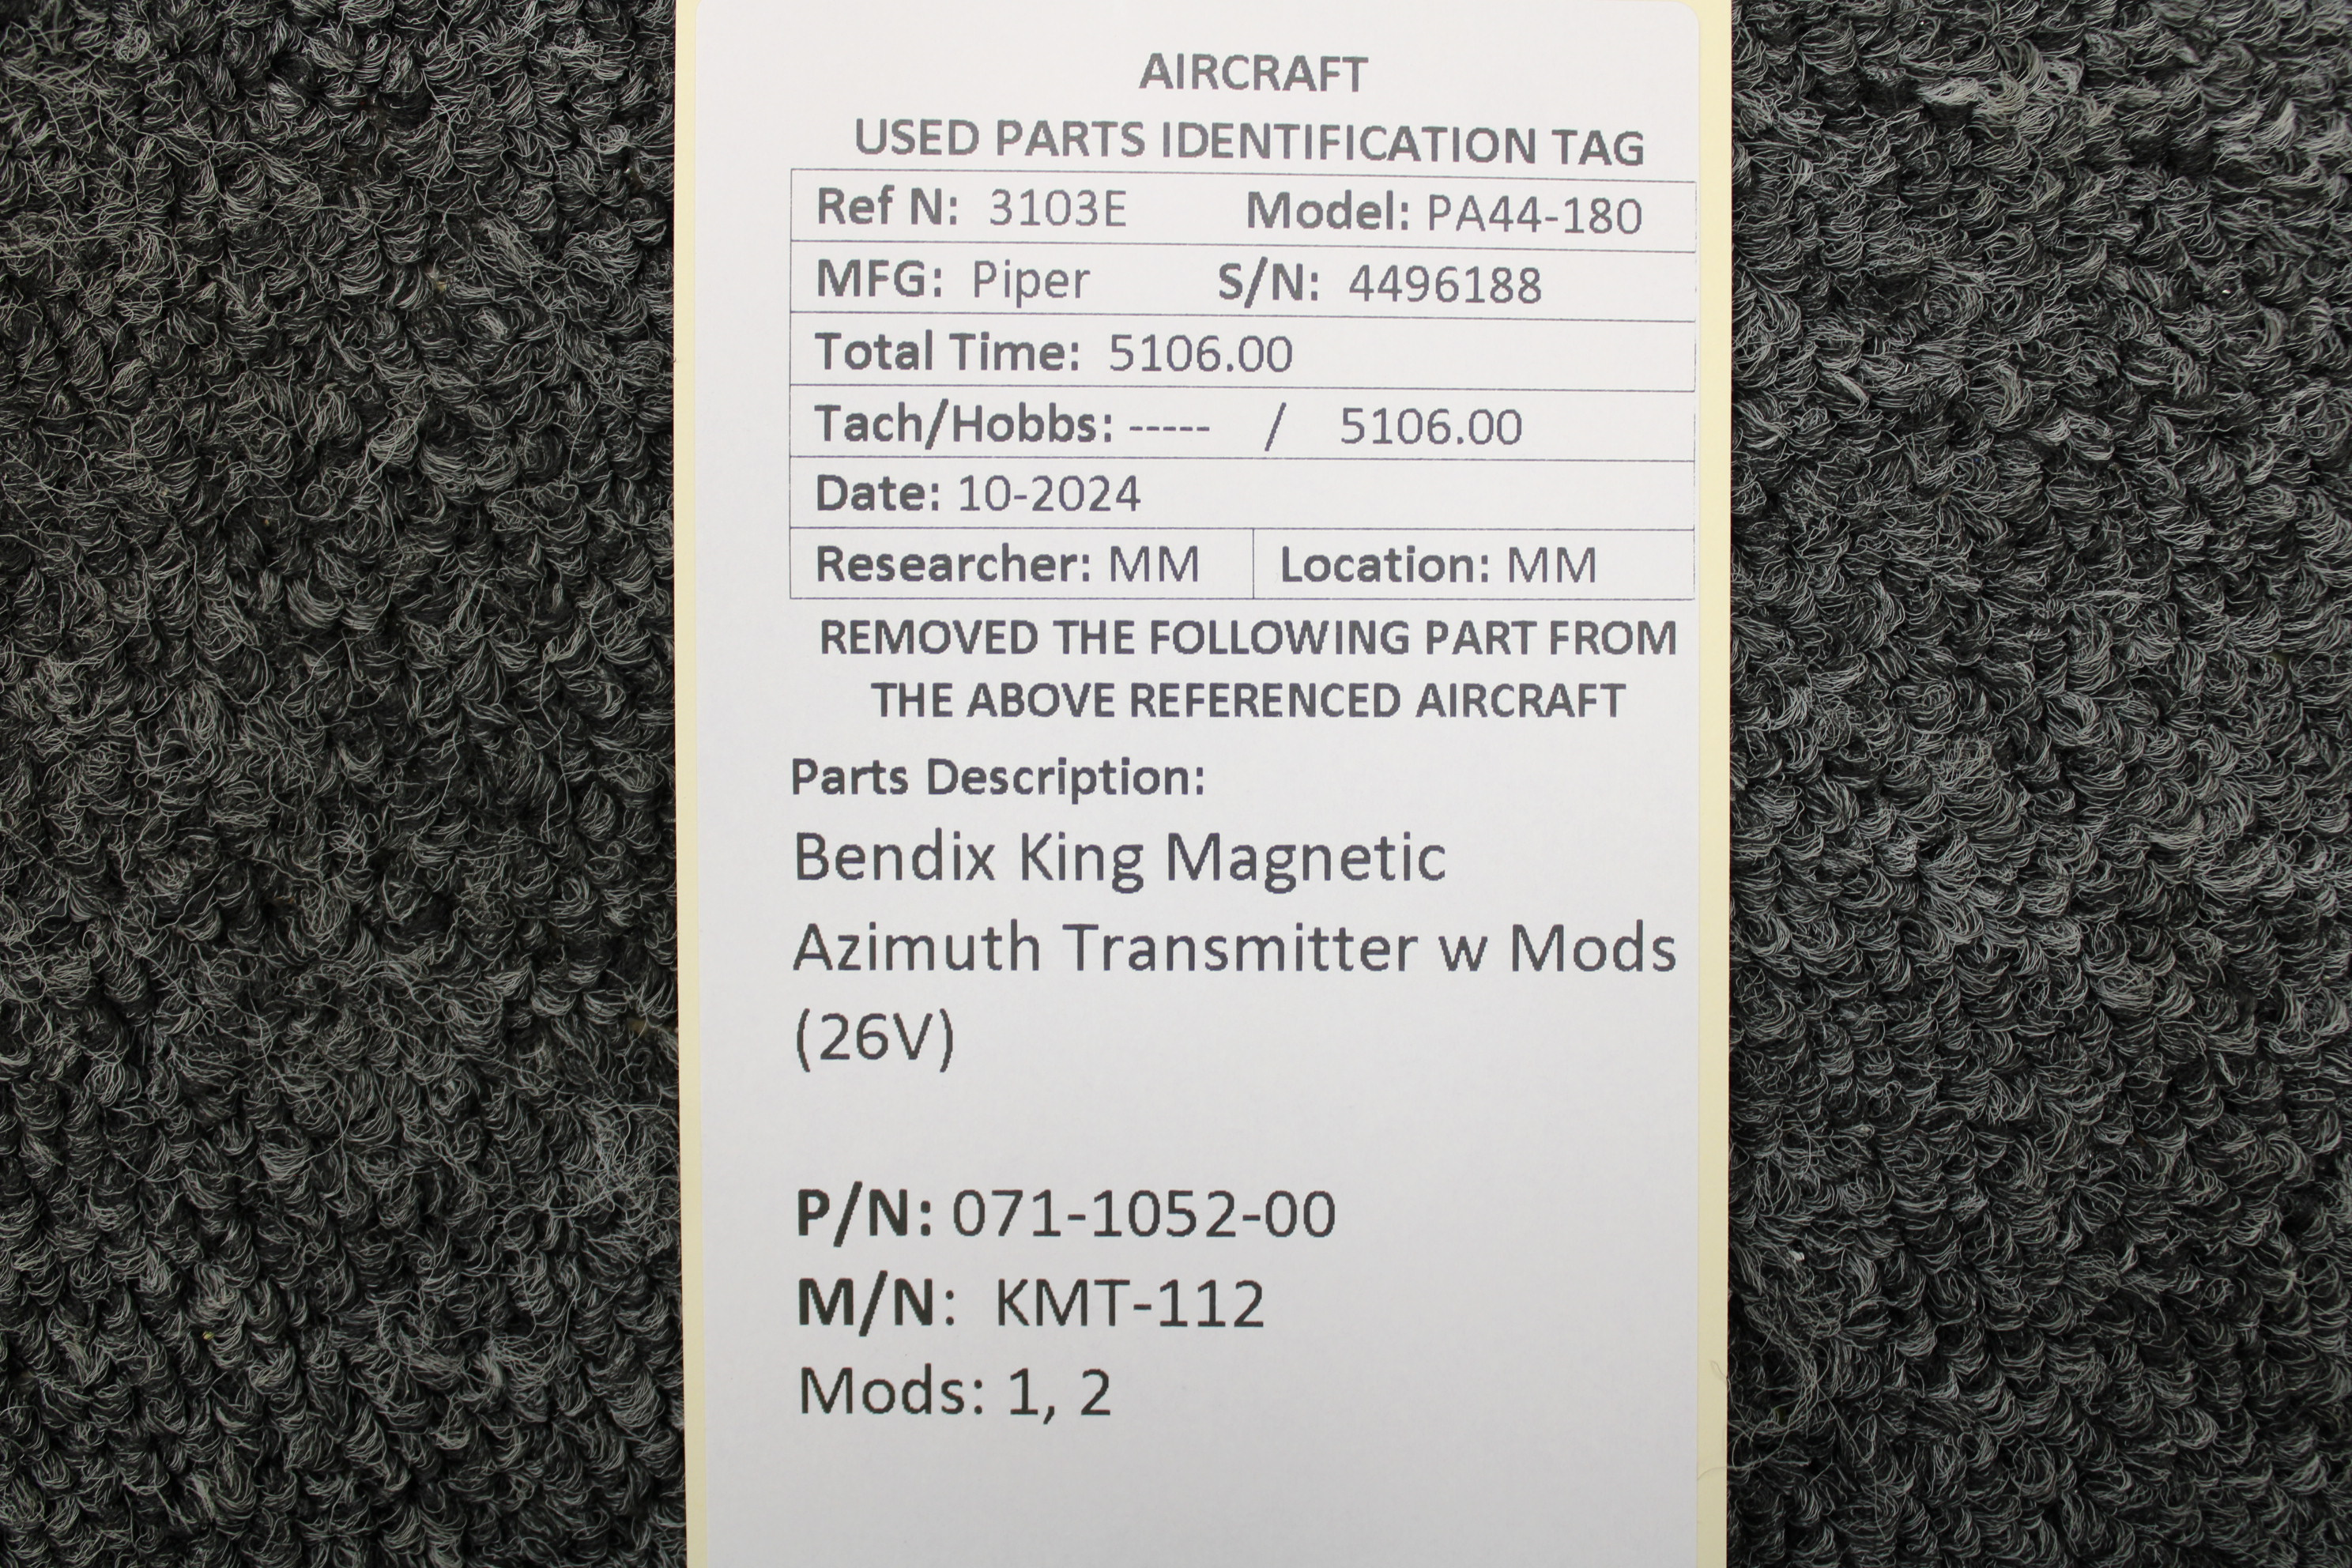 AIRCRAFT
USED PARTS IDENTIFICATION TAG
Ref N: 3103E Model: PA44-180
MFG: Piper S/N: 4496188
Total Time: 5106.00
Tach/Hobbs: ----- / 5106.00
Date: 10-2024
Researcher: MM Location: MM
REMOVED THE FOLLOWING PART FROM
THE ABOVE REFERENCED AIRCRAFT
Parts Description:
Bendix King Magnetic
Azimuth Transmitter w Mods
(26V)
P/N: 071-1052-00
M/N: KMT-112
Mods: 1, 2